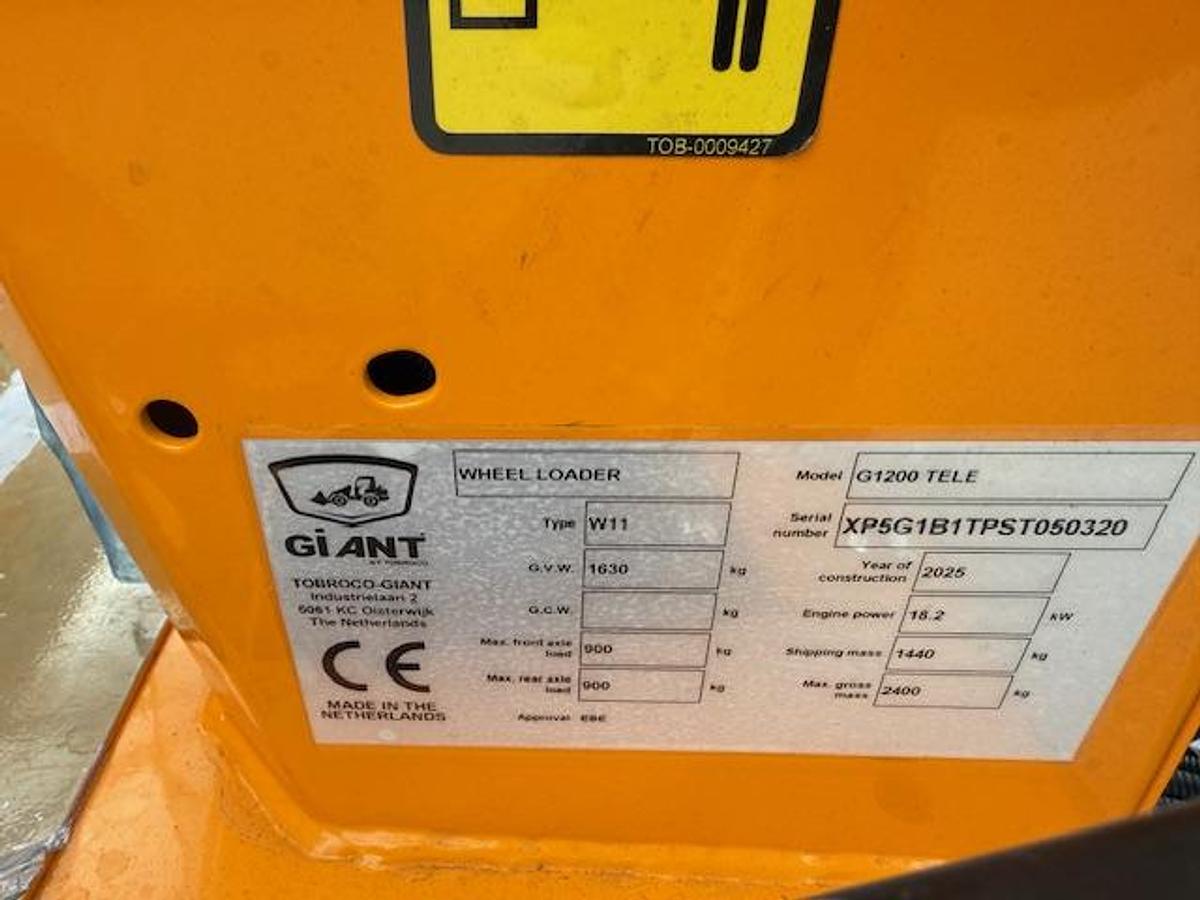 TOB-0009427
GiANT
BY TOBROCO
TOBROCO-GIANT
Industrielaan 2
5061 KC Oisterwijk
The Netherlands
CE
MADE IN THE
NETHERLANDS
WHEEL LOADER
Type W11
G.V.W. 1630 kg
G.C.W. kg
Max. front axle
load 900 kg
Max. rear axle
load 900 kg
Approval EBE
Model G1200 TELE
Serial
number XP5G1B1TPST050320
Year of
construction 2025
Engine power 18.2 kW
Shipping mass 1440 kg
Max. gross
mass 2400 kg